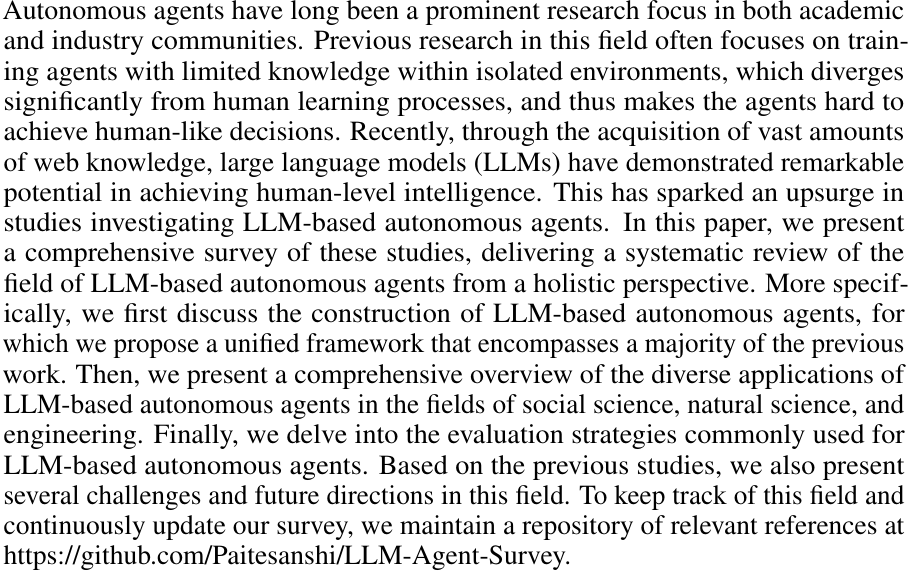 Autonomous agents have long been a prominent research focus in both academic
and industry communities. Previous research in this field often focuses on train-
ing agents with limited knowledge within isolated environments, which diverges
significantly from human learning processes, and thus makes the agents hard to
achieve human-like decisions. Recently, through the acquisition of vast amounts
of web knowledge, large language models (LLMs) have demonstrated remarkable
potential in achieving human-level intelligence. This has sparked an upsurge in
studies investigating LLM-based autonomous agents. In this paper, we present
a comprehensive survey of these studies, delivering a systematic review of the
field of LLM-based autonomous agents from a holistic perspective. More specif-
ically, we first discuss the construction of LLM-based autonomous agents, for
which we propose a unified framework that encompasses a majority of the previous
work. Then, we present a comprehensive overview of the diverse applications of
LLM-based autonomous agents in the fields of social science, natural science, and
engineering. Finally, we delve into the evaluation strategies commonly used for
LLM-based autonomous agents. Based on the previous studies, we also present
several challenges and future directions in this field. To keep track of this field and
continuously update our survey, we maintain a repository of relevant references at
https://github.com/Paitesanshi/LLM-Agent-Survey.